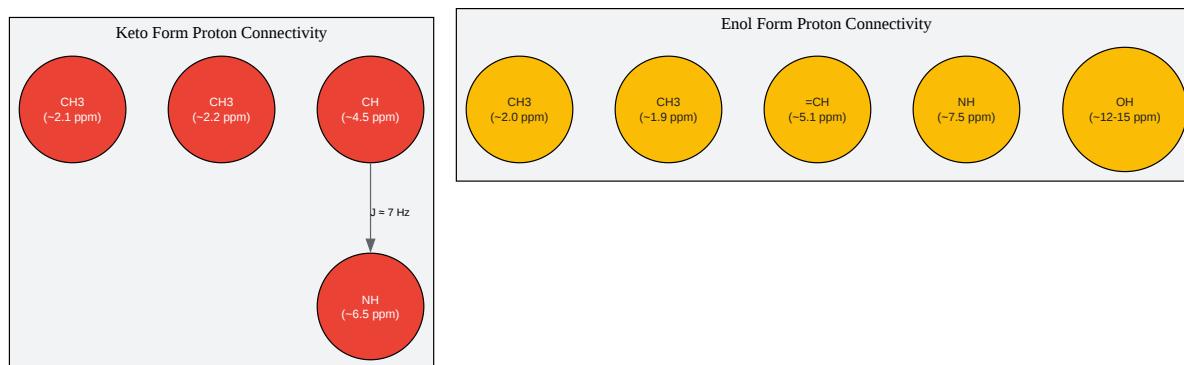 Keto Form Proton Connectivity
CH3
(~2.1 ppm)
CH3
(~2.2 ppm)
CH
(~4.5 ppm)
J ≈ 7 Hz
NH
(~6.5 ppm)
Enol Form Proton Connectivity
CH3
(~2.0 ppm)
CH3
(~1.9 ppm)
=CH
(~5.1 ppm)
NH
(~7.5 ppm)
OH
(~12-15 ppm)